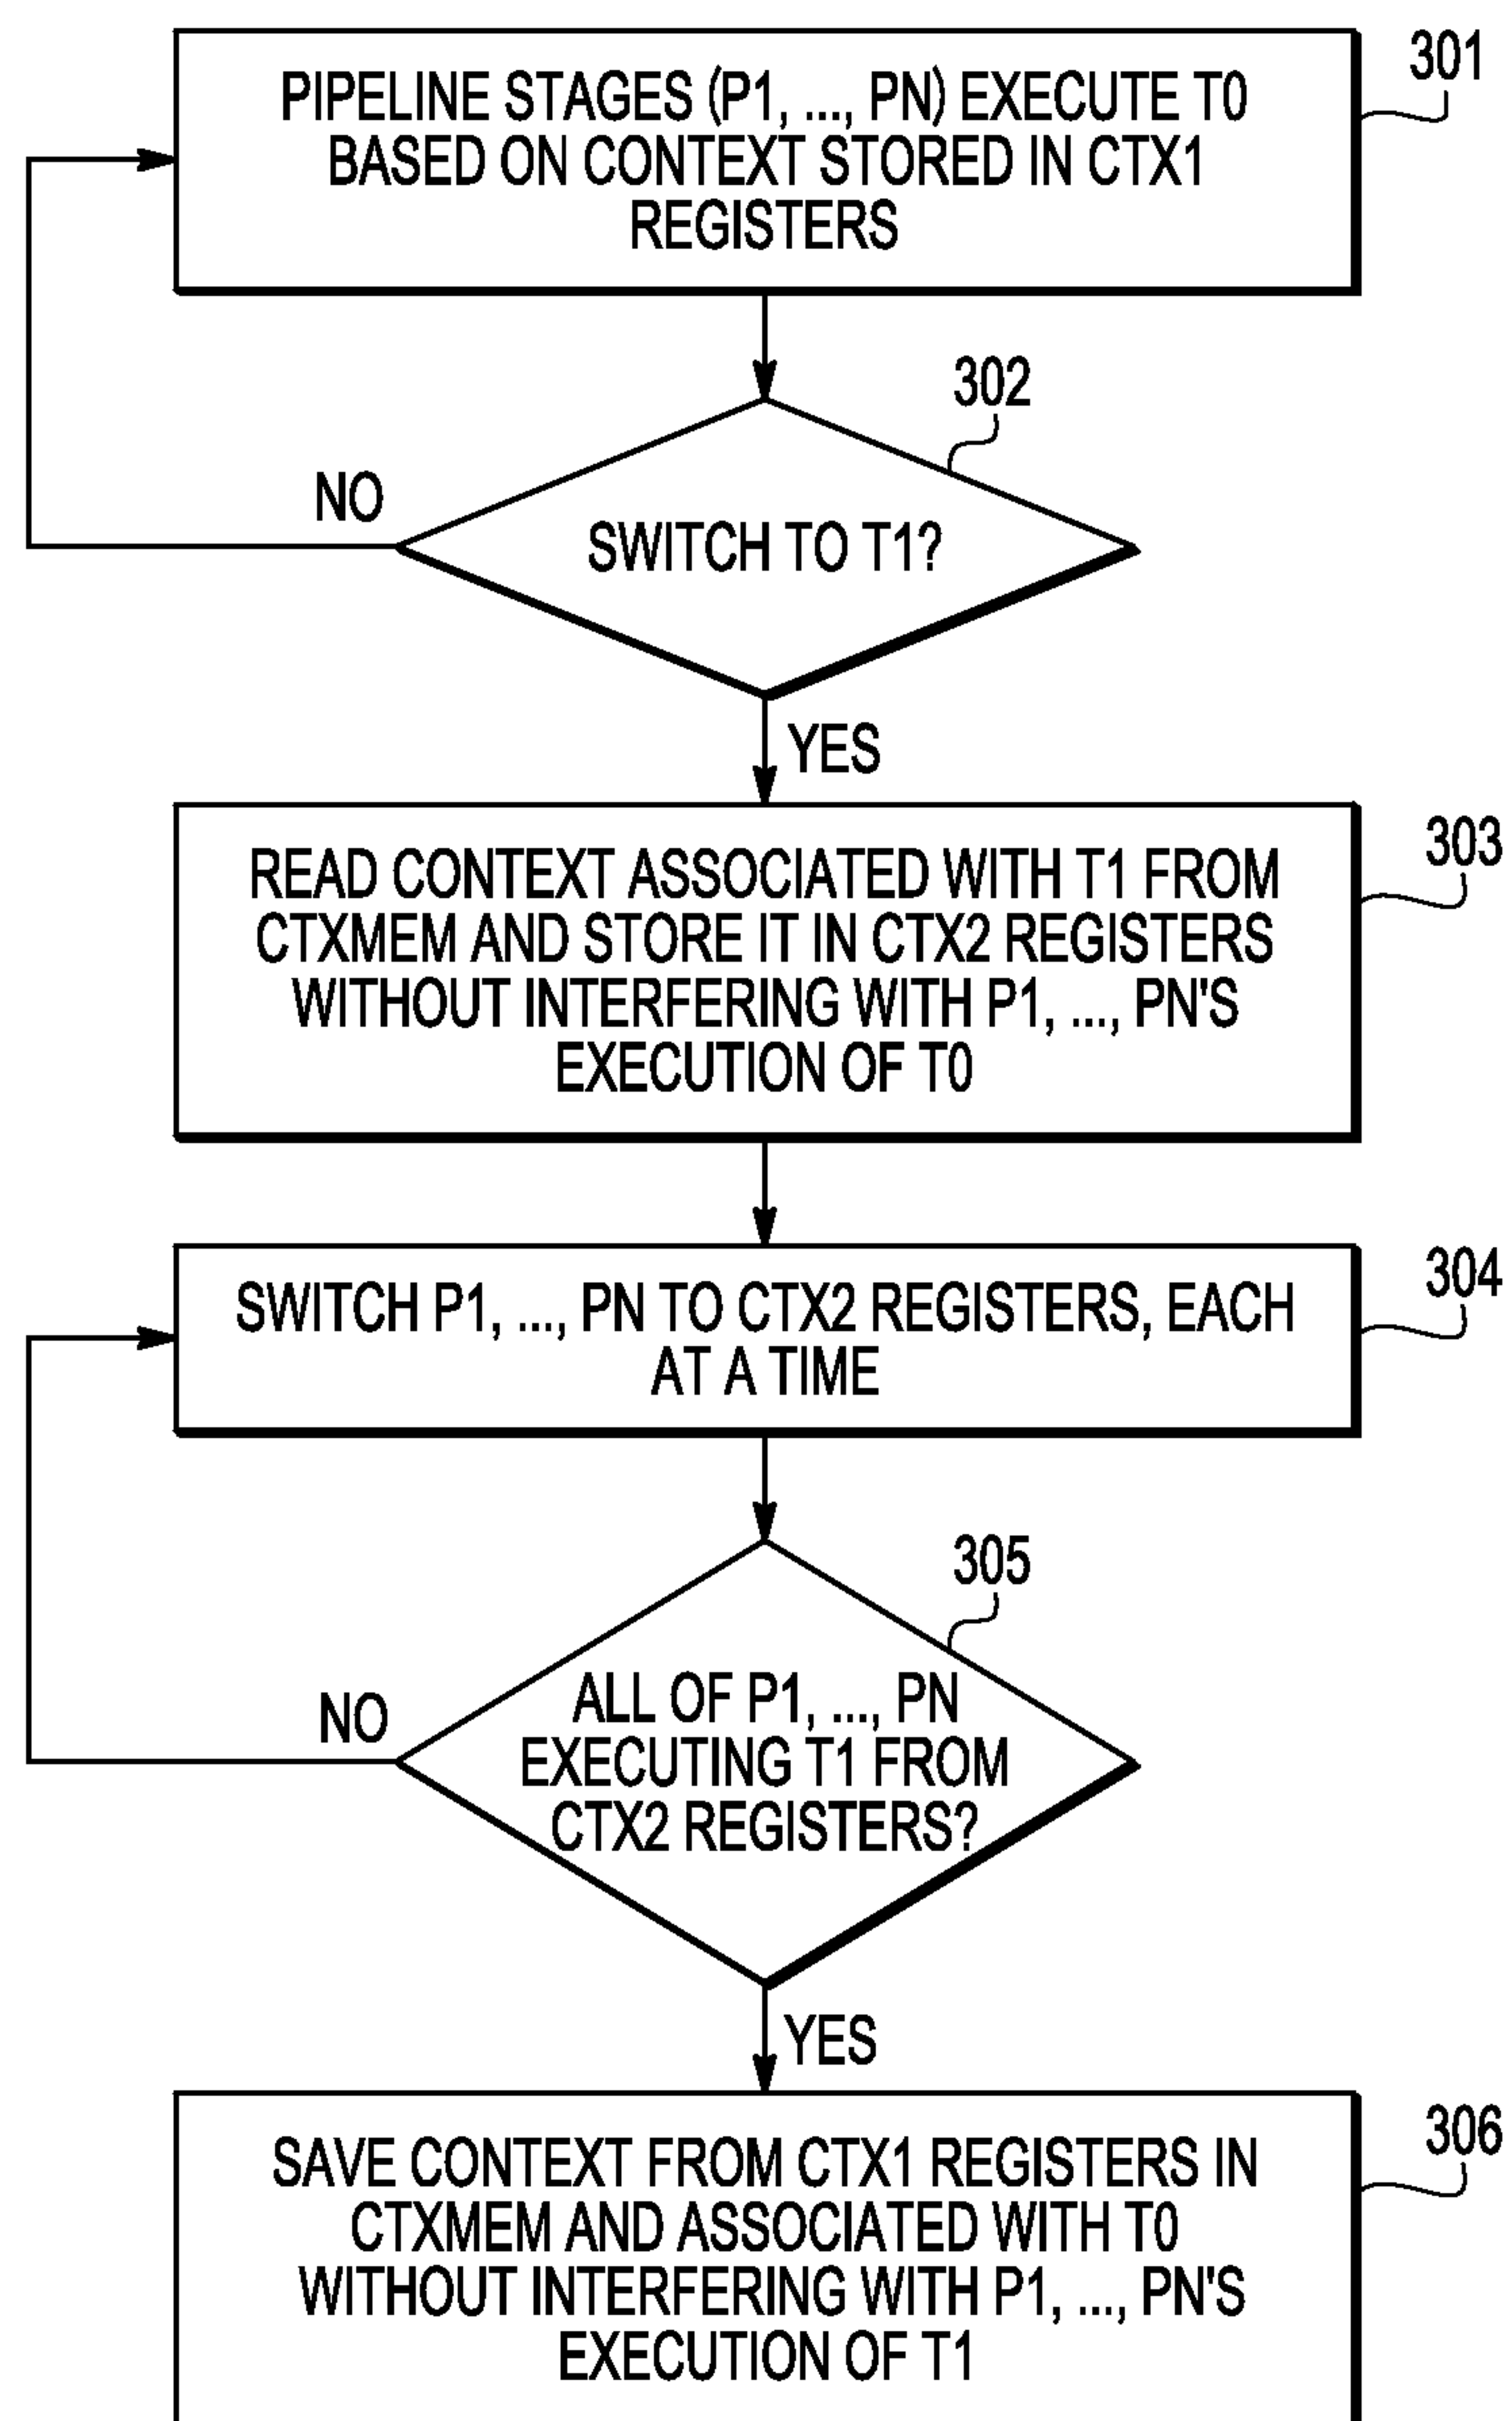 PIPELINE STAGES (P1, ..., PN) EXECUTE T0
BASED ON CONTEXT STORED IN CTX1
REGISTERS
301
302
NO
SWITCH TO T1?
YES
READ CONTEXT ASSOCIATED WITH T1 FROM
CTXMEM AND STORE IT IN CTX2 REGISTERS
WITHOUT INTERFERING WITH P1, ..., PN'S
EXECUTION OF T0
303
SWITCH P1, ..., PN TO CTX2 REGISTERS, EACH
AT A TIME
304
305
NO
ALL OF P1, ..., PN
EXECUTING T1 FROM
CTX2 REGISTERS?
YES
SAVE CONTEXT FROM CTX1 REGISTERS IN
CTXMEM AND ASSOCIATED WITH T0
WITHOUT INTERFERING WITH P1, ..., PN'S
EXECUTION OF T1
306